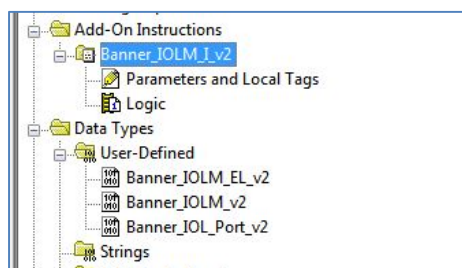 Add-On Instructions
Banner_IOLM_I_v2
Parameters and Local Tags
Logic
Data Types
User-Defined
Banner_IOLM_EL_v2
Banner_IOLM_v2
Banner_IOL_Port_v2
Strings